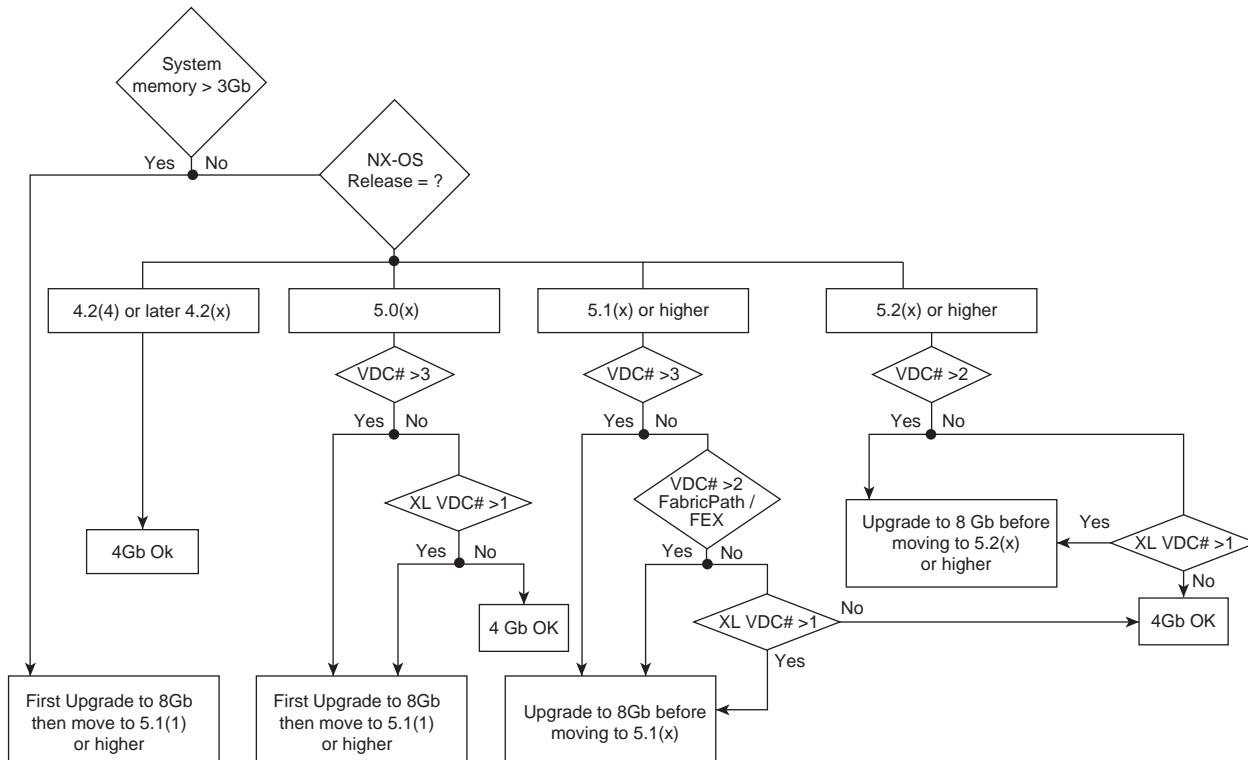 System
memory > 3Gb
Yes No
NX-OS
Release = ?
4.2(4) or later 4.2(x)
5.0(x)
5.1(x) or higher
5.2(x) or higher
VDC# >3
VDC# >3
VDC# >2
Yes No
Yes No
Yes No
XL VDC# >1
VDC# >2
FabricPath /
FEX
Upgrade to 8 Gb before
moving to 5.2(x)
or higher
Yes
XL VDC# >1
No
4Gb Ok
Yes No
Yes No
4 Gb OK
XL VDC# >1
No
Yes
4Gb OK
First Upgrade to 8Gb
then move to 5.1(1)
or higher
First Upgrade to 8Gb
then move to 5.1(1)
or higher
Upgrade to 8Gb before
moving to 5.1(x)